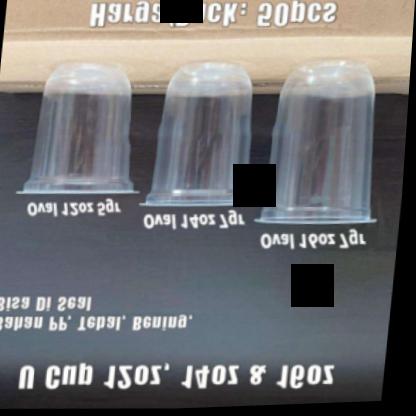 U Cup 12oz, 14oz & 16oz
Bahan PP, Tebal, Bening,
Bisa Di Seal
Oval 12oz 5gr
Oval 14oz 7gr
Oval 16oz 7gr
50pcs